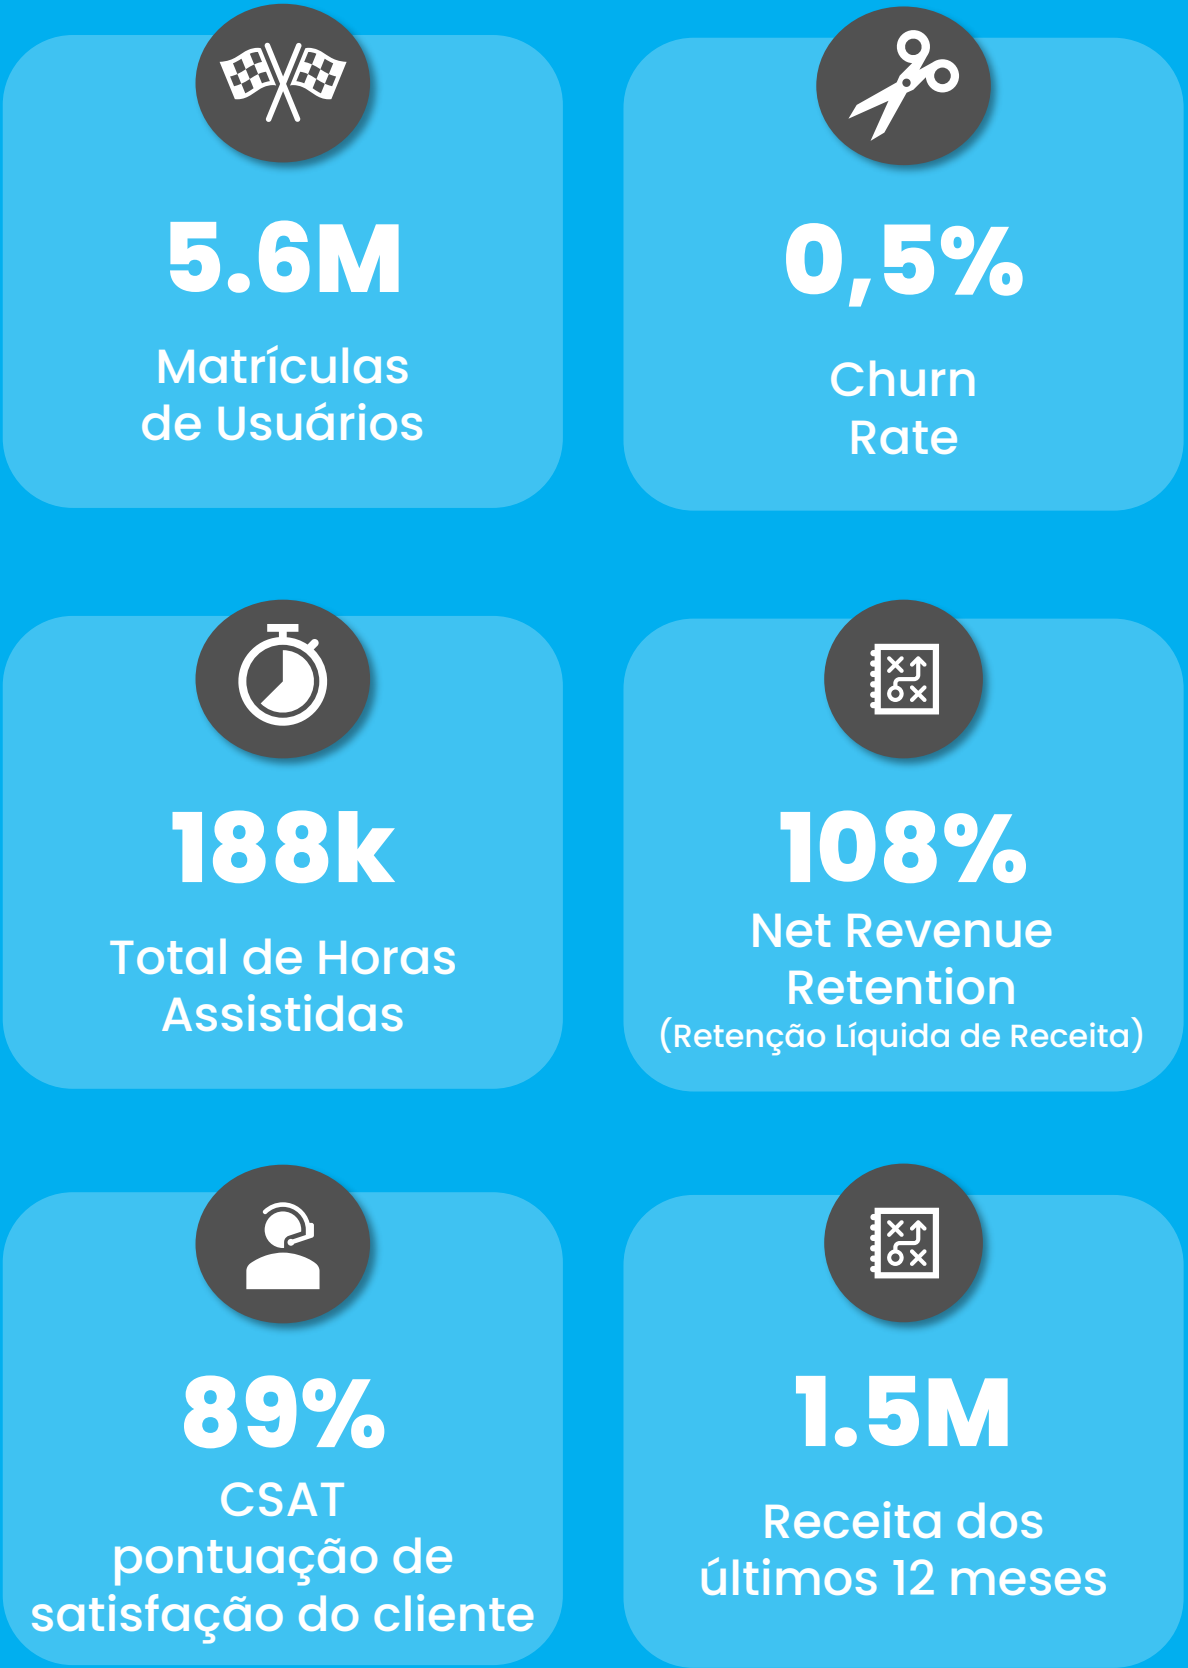 5.6M
Matrículas
de Usuários
0,5%
Churn
Rate
188k
Total de Horas
Assistidas
108%
Net Revenue
Retention
(Retenção Líquida de Receita)
89%
CSAT
pontuação de
satisfação do cliente
1.5M
Receita dos
últimos 12 meses